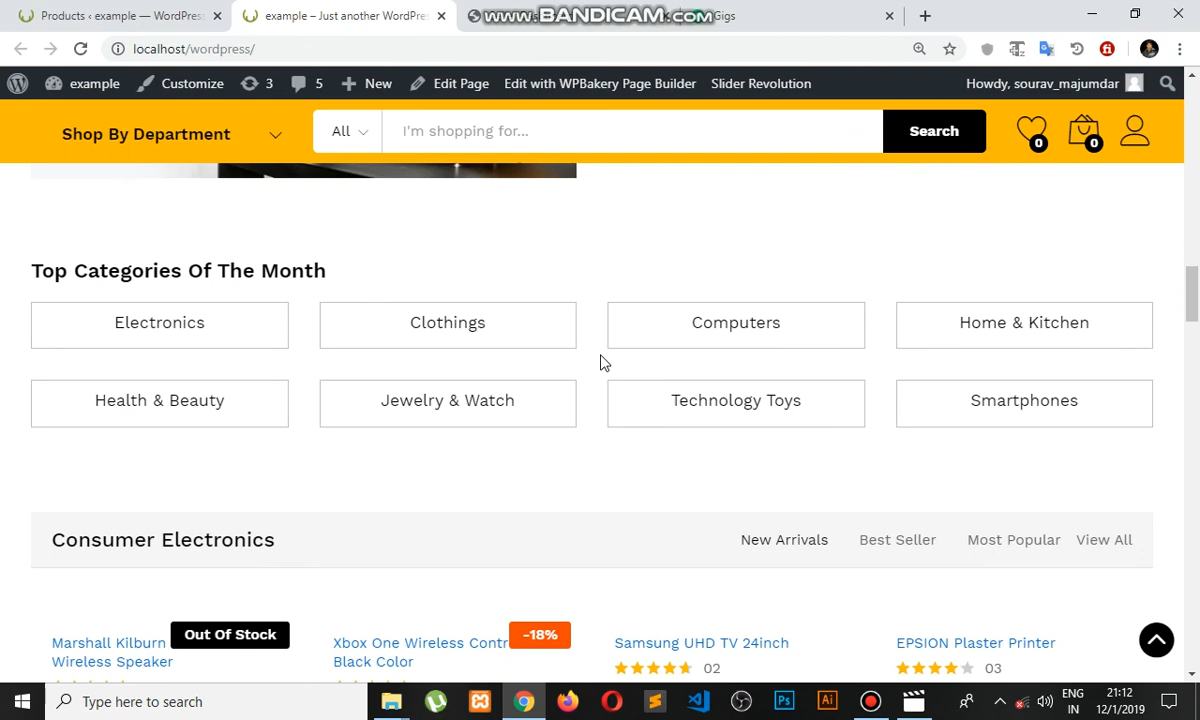 Products ‹ example — WordPress
example – Just another WordPres
www.BANDICAM.com
Gigs
localhost/wordpress/
example
Customize
3
5
New
Edit Page
Edit with WPBakery Page Builder
Slider Revolution
Howdy, sourav_majumdar
Shop By Department
All
I'm shopping for...
Search
0
0
Top Categories Of The Month
Electronics
Clothings
Computers
Home & Kitchen
Health & Beauty
Jewelry & Watch
Technology Toys
Smartphones
Consumer Electronics
New Arrivals
Best Seller
Most Popular
View All
Marshall Kilburn
Wireless Speaker
Out Of Stock
Xbox One Wireless Contr
Black Color
-18%
Samsung UHD TV 24inch
02
EPSION Plaster Printer
03
Type here to search
ENG
IN
21:12
12/1/2019